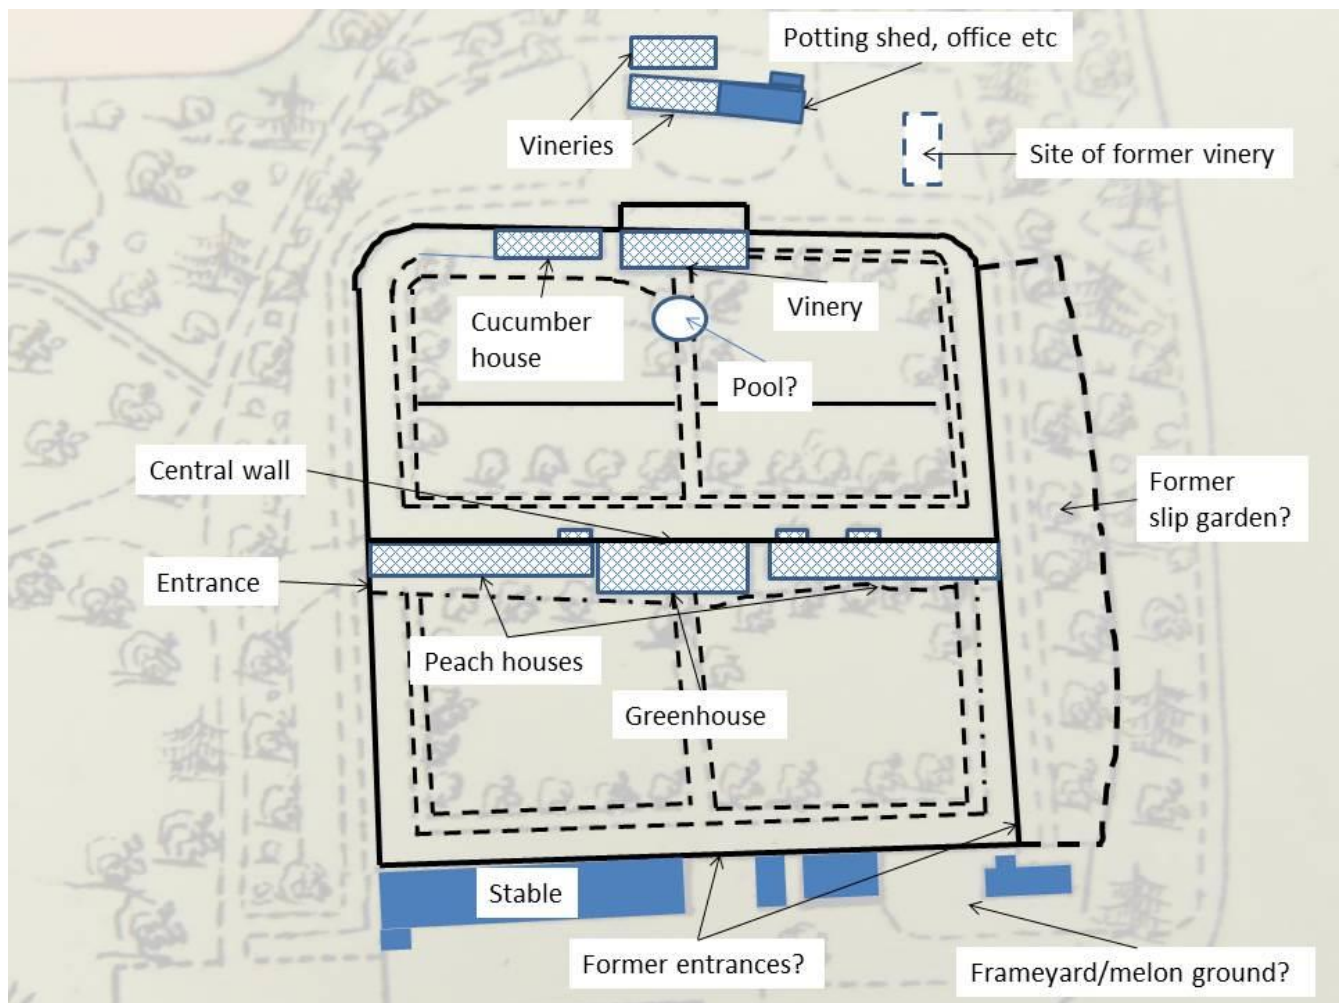 Potting shed, office etc
Vineries
Site of former vinery
Cucumber
house
Vinery
Pool?
Central wall
Former
slip garden?
Entrance
Peach houses
Greenhouse
Stable
Former entrances?
Frameyard/melon ground?